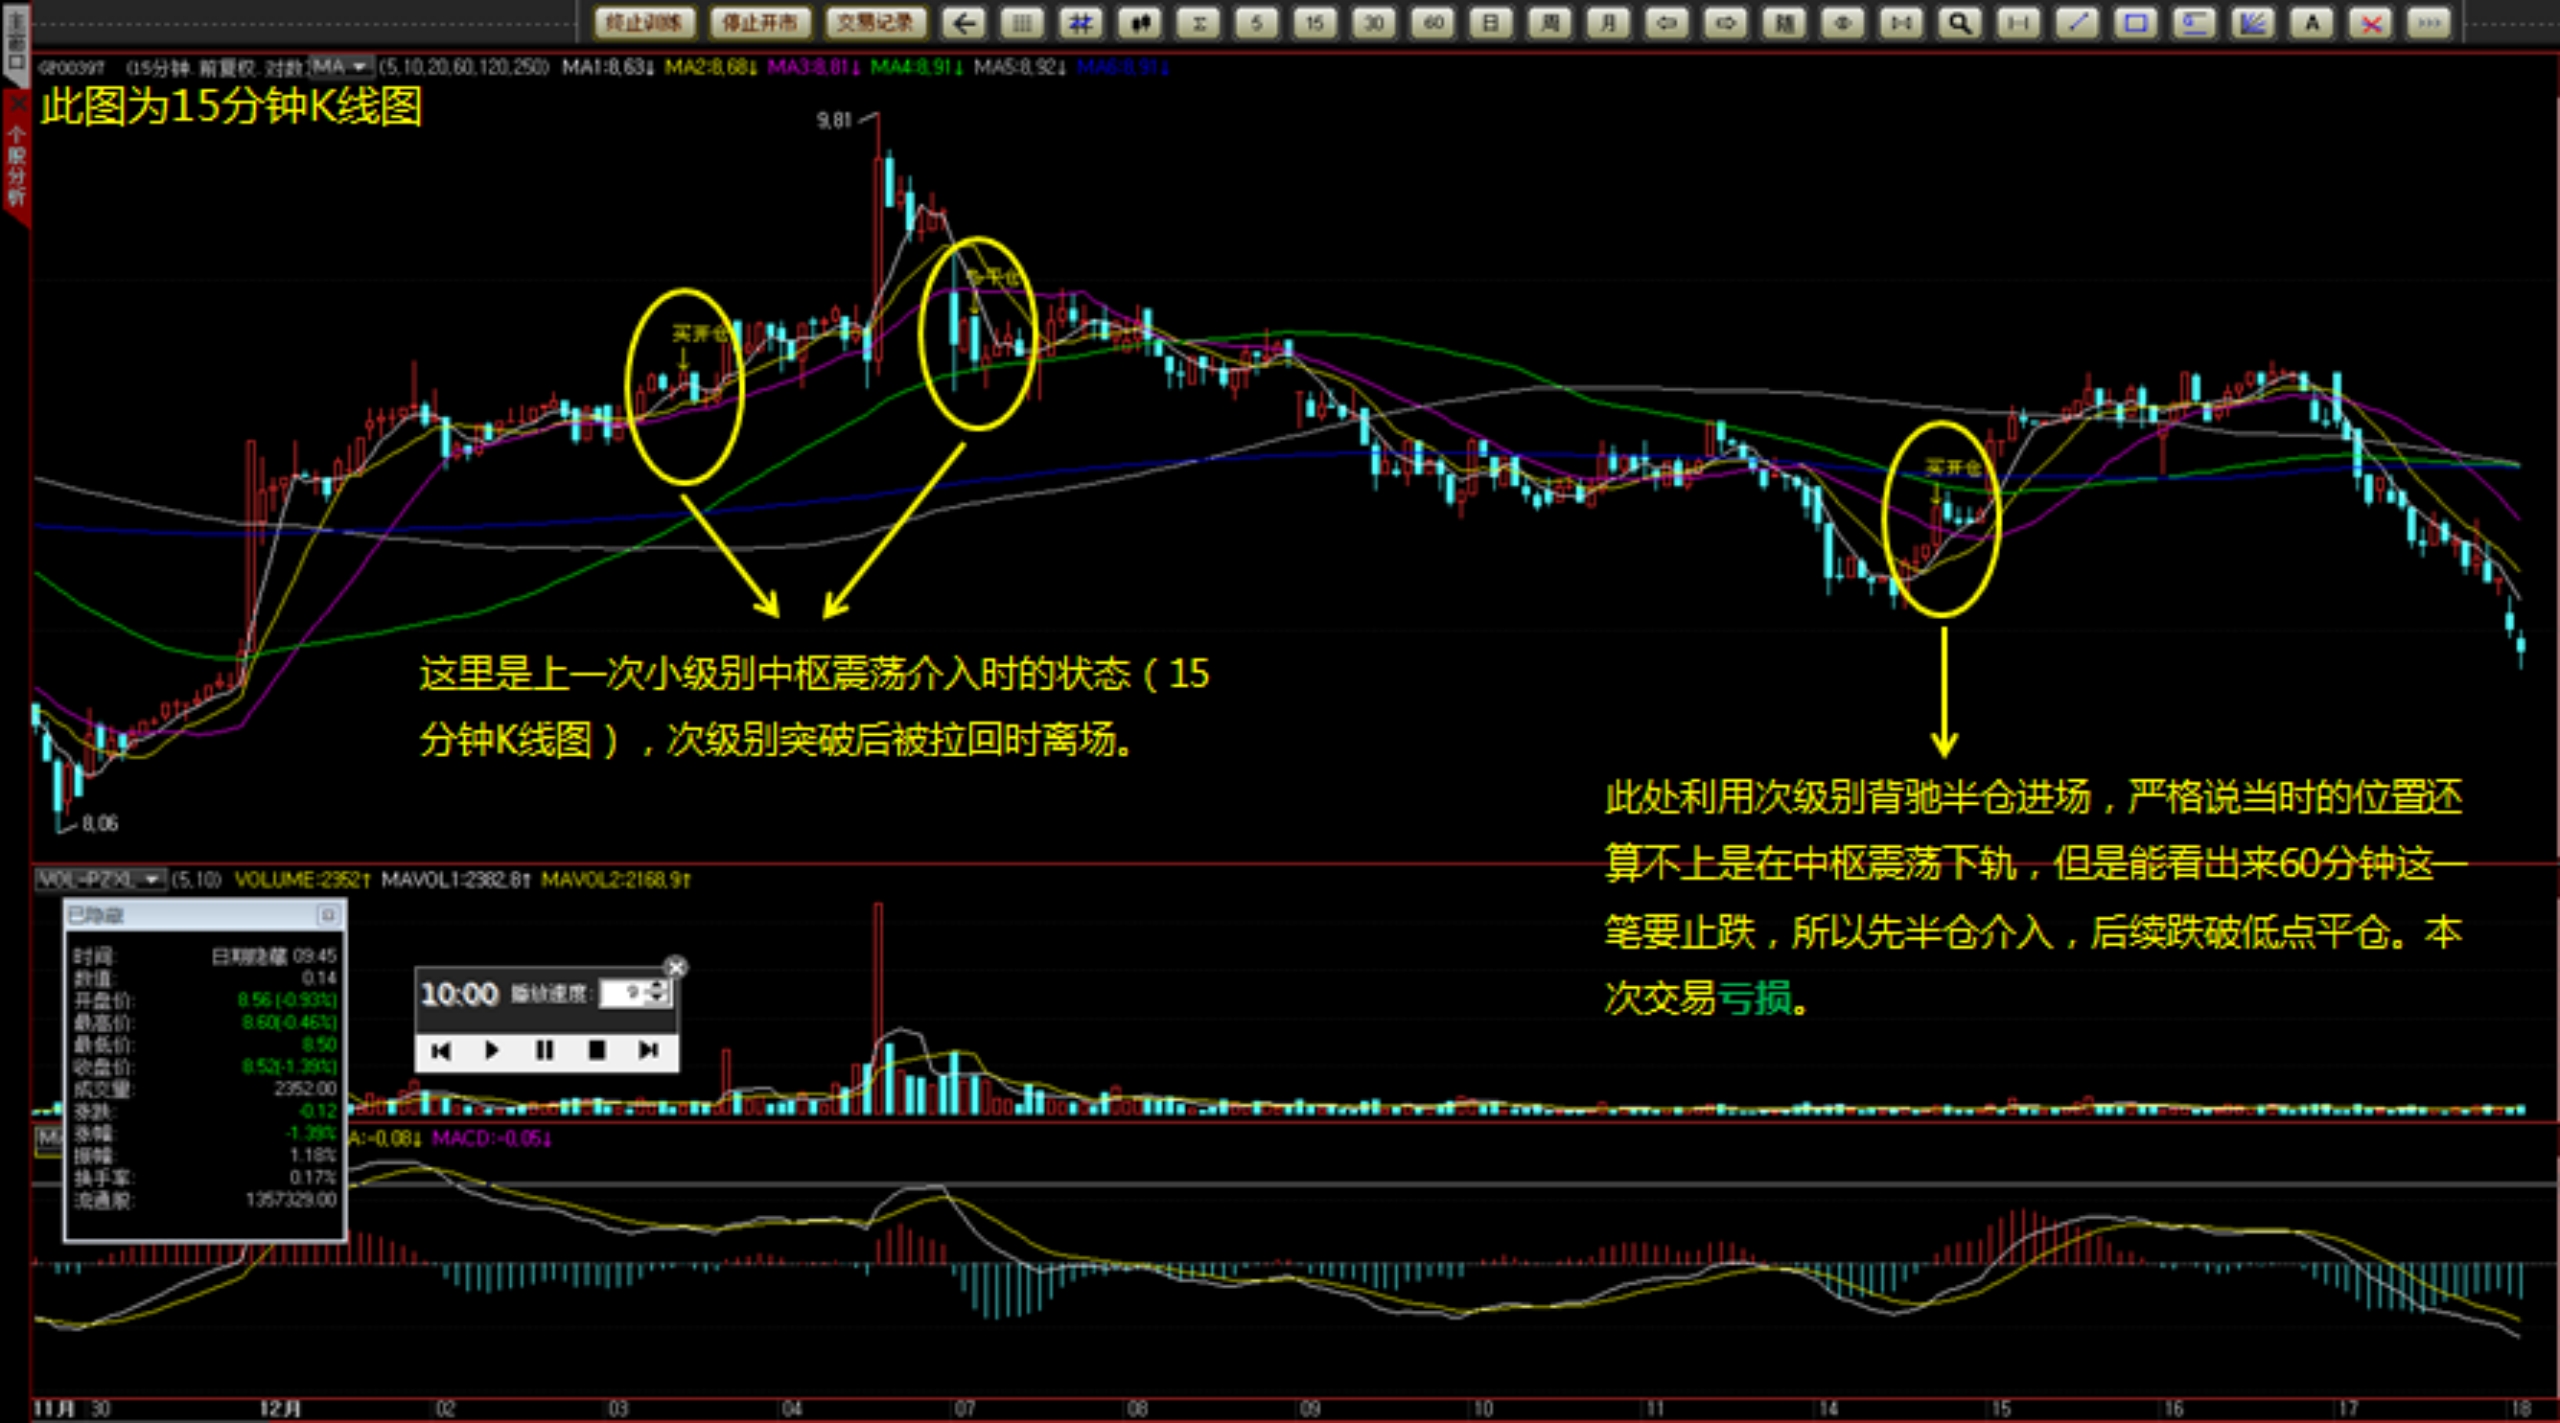 主画口
个股分析
终止训练 停止开市 交易记录 5 15 30 60 日 周 月 随 A
(15分钟. 前复权. 对数) MA (5,10,20,60,120,250) MA1:8.63↓ MA2:8.68↓ MA3:8.81↓ MA4:8.91↓ MA5:8.92↓ MA6:8.91↓
此图为15分钟K线图
9.81
买开仓
平仓
买开仓
这里是上一次小级别中枢震荡介入时的状态（15
分钟K线图），次级别突破后被拉回时离场。
此处利用次级别背驰半仓进场，严格说当时的位置还
算不上是在中枢震荡下轨，但是能看出来60分钟这一
笔要止跌，所以先半仓介入，后续跌破低点平仓。本
次交易亏损。
8.06
VOL-PZXL (5,10) VOLUME:2352↑ MAVOL1:2382.8↑ MAVOL2:2168.9↑
已隐藏
时间: 日期隐藏 09:45
数值: 0.14
开盘价: 8.56 (-0.93%)
最高价: 8.60(-0.46%)
最低价: 8.50
收盘价: 8.52(-1.39%)
成交量: 2352.00
涨跌: -0.12
涨幅: -1.39%
振幅: 1.18%
换手率: 0.17%
流通股: 1357329.00
10:00 播放速度: 9
A:-0.08↓ MACD:-0.05↓
11月 30 12月 02 03 04 07 08 09 10 11 14 15 16 17 18